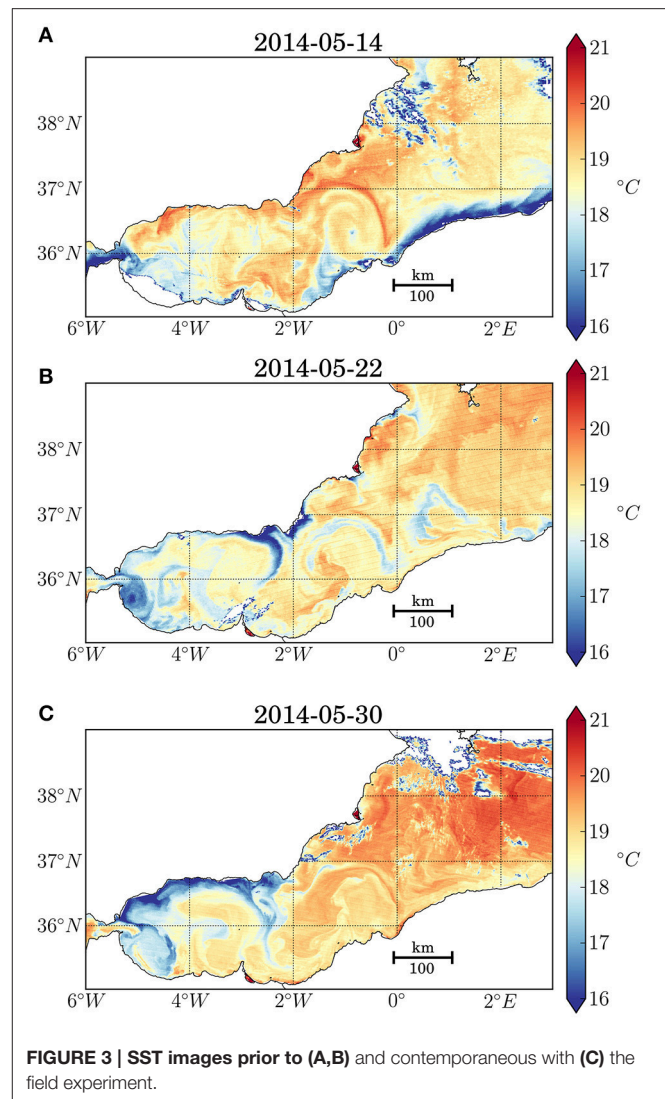 A
2014-05-14
38°N
37°N
36°N
6°W
4°W
2°W
0°
2°E
km
100
21
20
19
18
17
16
°C
B
2014-05-22
38°N
37°N
36°N
6°W
4°W
2°W
0°
2°E
km
100
21
20
19
18
17
16
°C
C
2014-05-30
38°N
37°N
36°N
6°W
4°W
2°W
0°
2°E
km
100
21
20
19
18
17
16
°C
FIGURE 3 | SST images prior to (A,B) and contemporaneous with (C) the
field experiment.